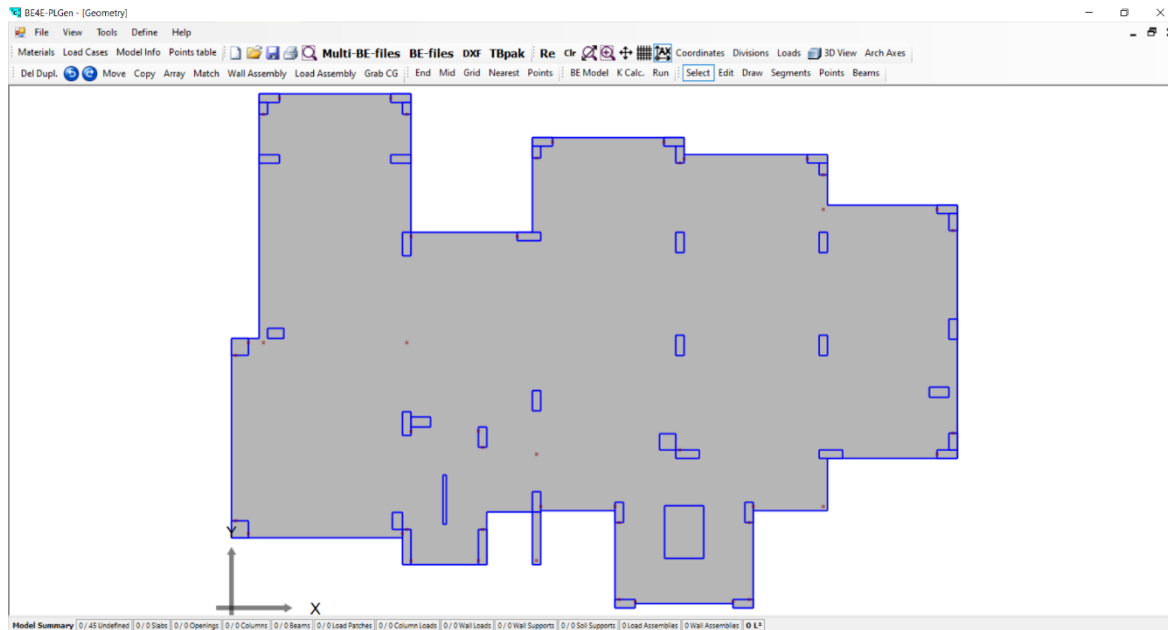 BE4E-PLGen - [Geometry]
File View Tools Define Help
Materials Load Cases Model Info Points table Multi-BE-files BE-files DXF TBpak Re Clr AX Coordinates Divisions Loads 3D View Arch Axes
Del Dupl. Move Copy Array Match Wall Assembly Load Assembly Grab CG End Mid Grid Nearest Points BE Model K Calc. Run Select Edit Draw Segments Points Beams
Y
X
Model Summary 0 / 45 Undefined 0 / 0 Slabs 0 / 0 Openings 0 / 0 Columns 0 / 0 Beams 0 / 0 Load Patches 0 / 0 Column Loads 0 / 0 Wall Loads 0 / 0 Wall Supports 0 / 0 Soil Supports 0 Load Assembles 0 Wall Assembles 0 L²